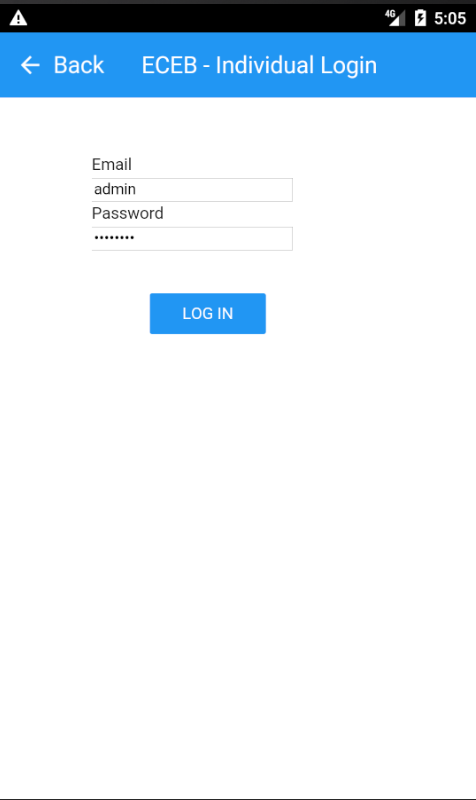 4G 5:05
Back ECEB - Individual Login
Email
admin
Password
••••••••
LOG IN